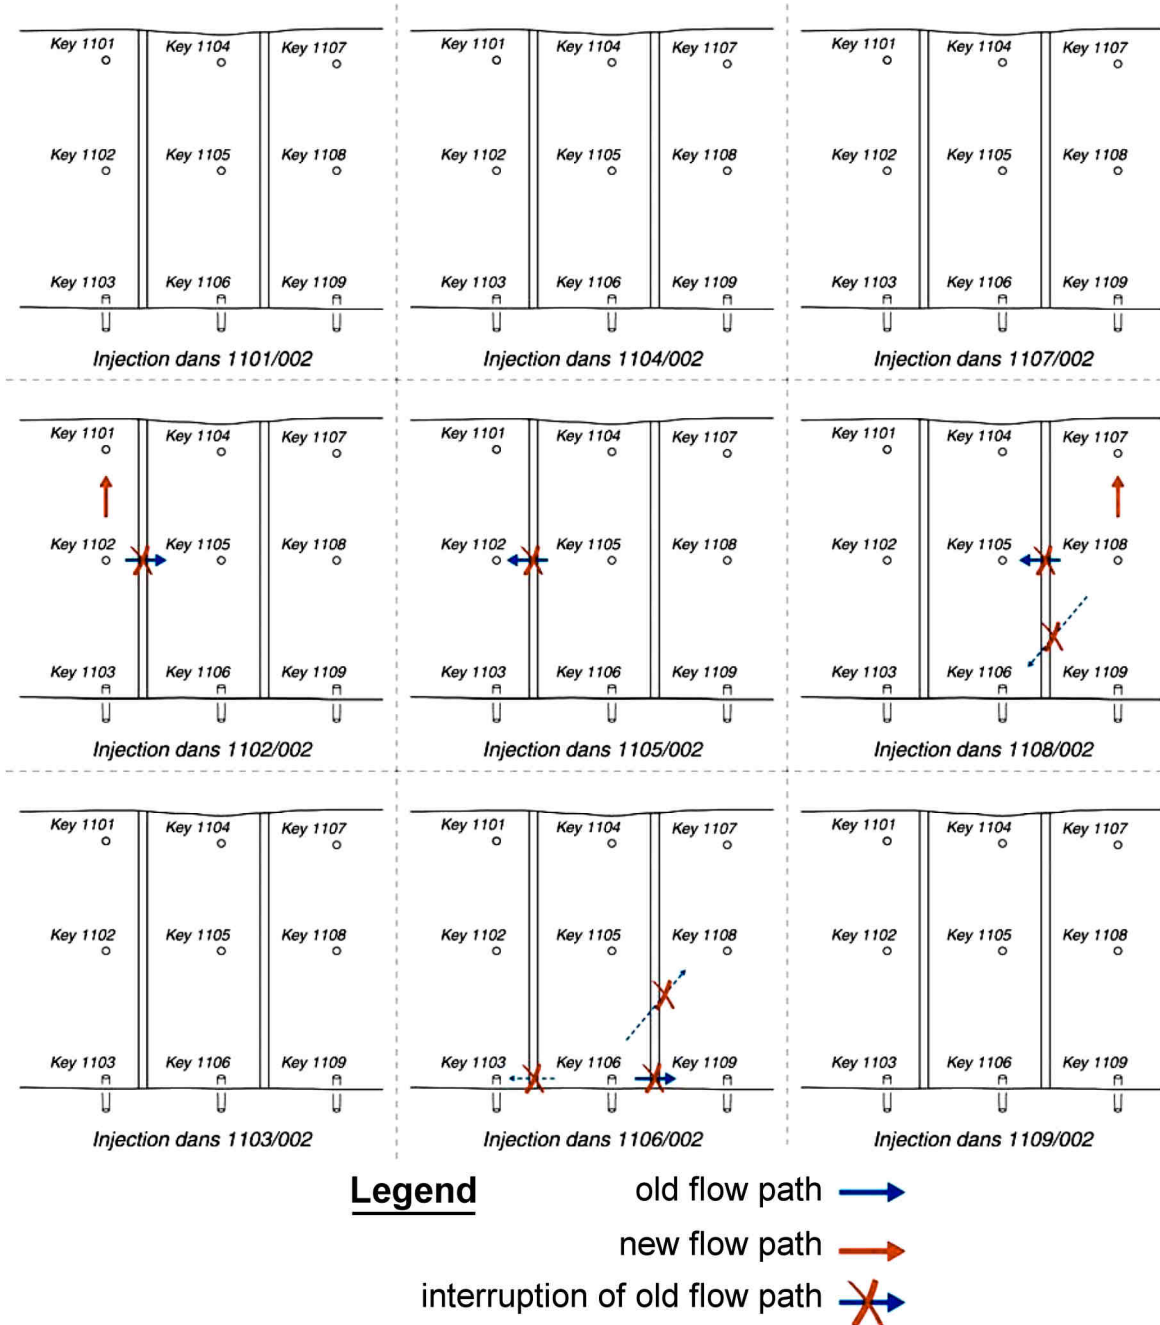 Key 1101 Key 1104 Key 1107
Key 1102 Key 1105 Key 1108
Key 1103 Key 1106 Key 1109
Injection dans 1101/002
Key 1101 Key 1104 Key 1107
Key 1102 Key 1105 Key 1108
Key 1103 Key 1106 Key 1109
Injection dans 1104/002
Key 1101 Key 1104 Key 1107
Key 1102 Key 1105 Key 1108
Key 1103 Key 1106 Key 1109
Injection dans 1107/002
Key 1101 Key 1104 Key 1107
Key 1102 Key 1105 Key 1108
Key 1103 Key 1106 Key 1109
Injection dans 1102/002
Key 1101 Key 1104 Key 1107
Key 1102 Key 1105 Key 1108
Key 1103 Key 1106 Key 1109
Injection dans 1105/002
Key 1101 Key 1104 Key 1107
Key 1102 Key 1105 Key 1108
Key 1103 Key 1106 Key 1109
Injection dans 1108/002
Key 1101 Key 1104 Key 1107
Key 1102 Key 1105 Key 1108
Key 1103 Key 1106 Key 1109
Injection dans 1103/002
Key 1101 Key 1104 Key 1107
Key 1102 Key 1105 Key 1108
Key 1103 Key 1106 Key 1109
Injection dans 1106/002
Key 1101 Key 1104 Key 1107
Key 1102 Key 1105 Key 1108
Key 1103 Key 1106 Key 1109
Injection dans 1109/002
Legend
old flow path
new flow path
interruption of old flow path